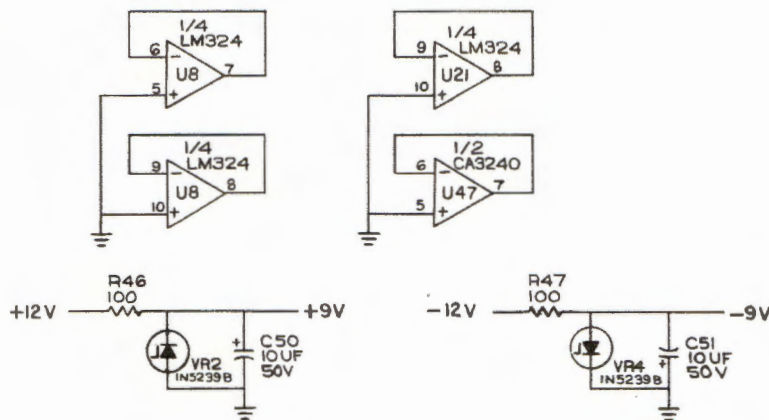 1/4
LM324
6
−
U8
7
5
+
1/4
LM324
9
−
U21
8
10
+
1/4
LM324
9
−
U8
8
10
+
1/2
CA3240
6
−
U47
7
5
+
R46
100
+12V
+9V
VR2
1N5239B
+
C50
10UF
50V
R47
100
−12V
−9V
VR4
1N5239B
C51
10UF
50V
+